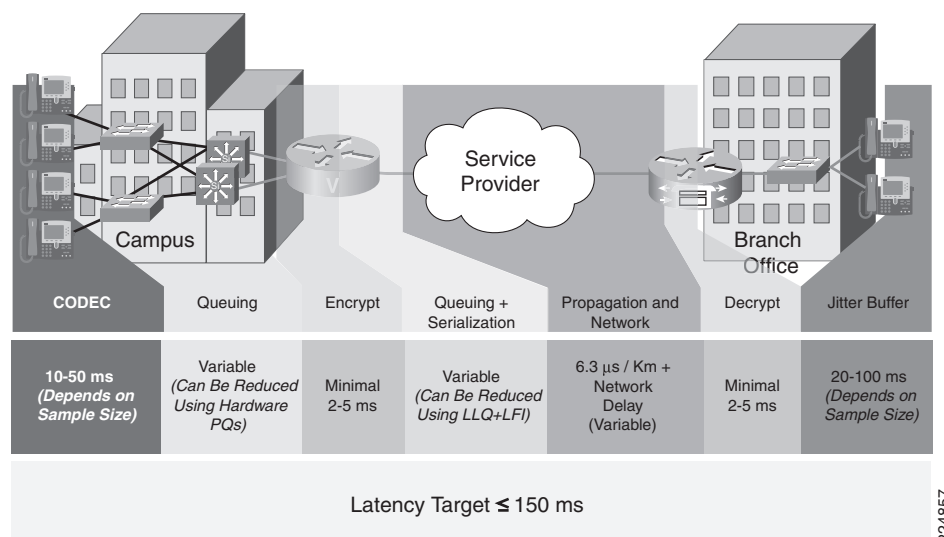 Si
Si
V
Campus
Service
Provider
Branch
Office
CODEC
Queuing
Encrypt
Queuing +
Serialization
Propagation and
Network
Decrypt
Jitter Buffer
10-50 ms
(Depends on
Sample Size)
Variable
(Can Be Reduced
Using Hardware
PQs)
Minimal
2-5 ms
Variable
(Can Be Reduced
Using LLQ+LFI)
6.3 μs / Km +
Network
Delay
(Variable)
Minimal
2-5 ms
20-100 ms
(Depends on
Sample Size)
Latency Target ≤ 150 ms
224857